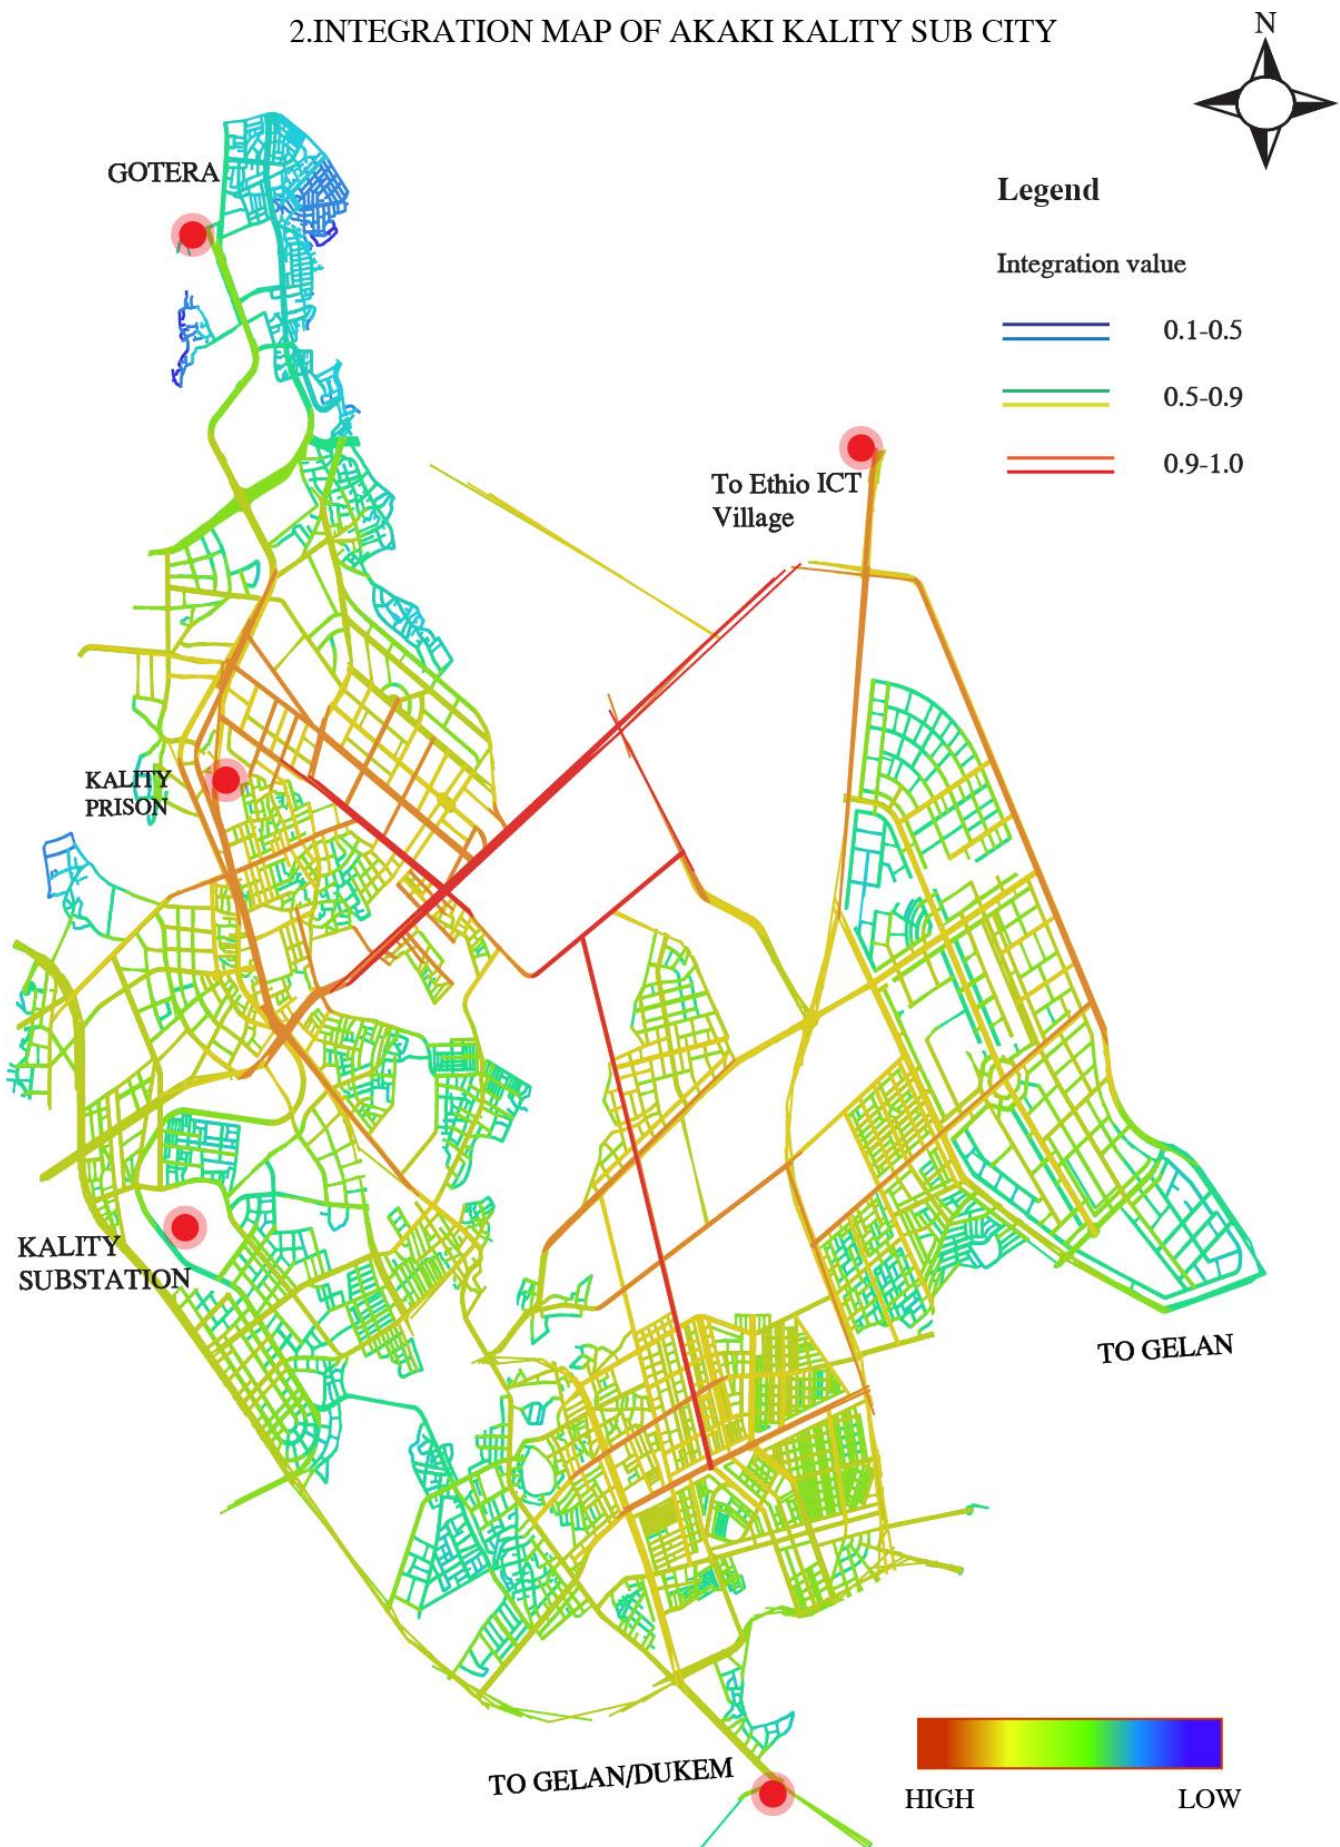 2.INTEGRATION MAP OF AKAKI KALITY SUB CITY
N
GOTERA
Legend
Integration value
0.1-0.5
0.5-0.9
0.9-1.0
To Ethio ICT
Village
KALITY
PRISON
KALITY
SUBSTATION
TO GELAN
TO GELAN/DUKEM
HIGH
LOW